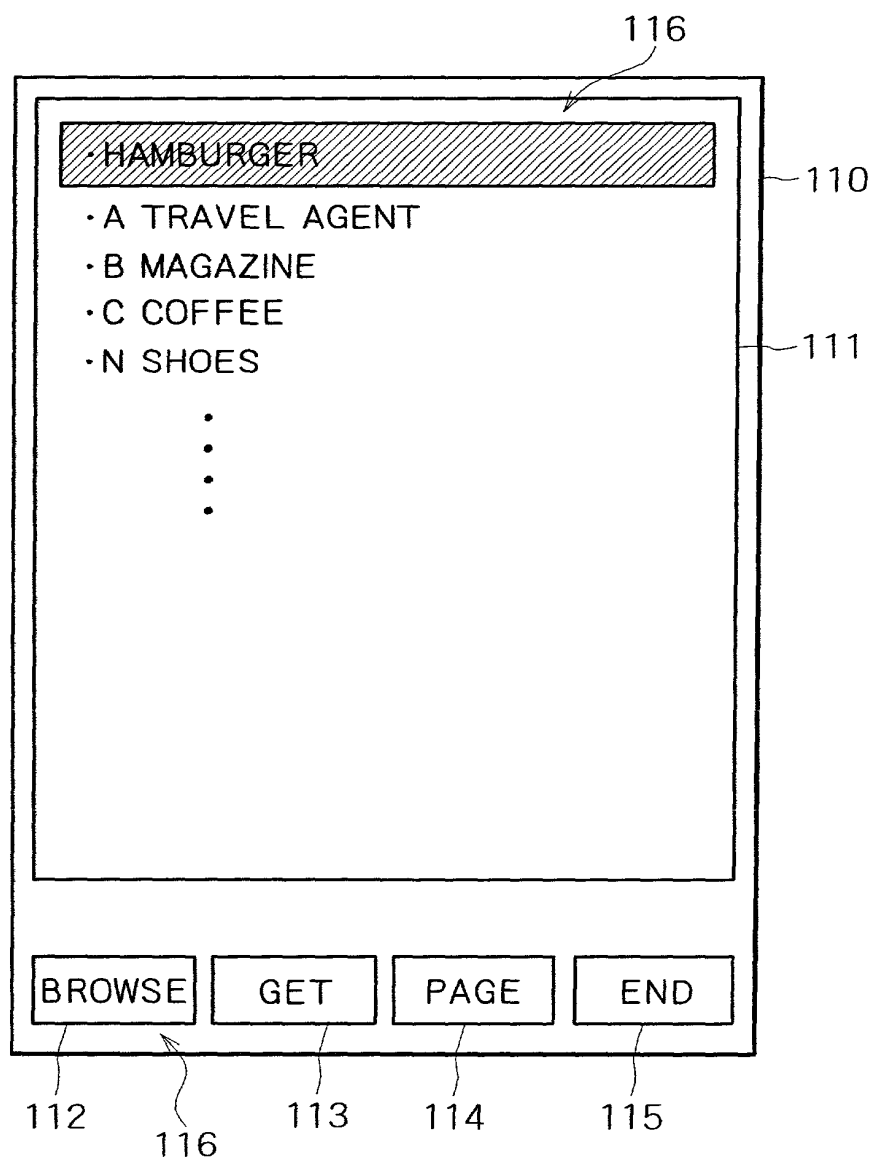 116
·HAMBURGER
110
·A TRAVEL AGENT
·B MAGAZINE
·C COFFEE
111
·N SHOES
BROWSE GET PAGE END
112 113 114 115
116